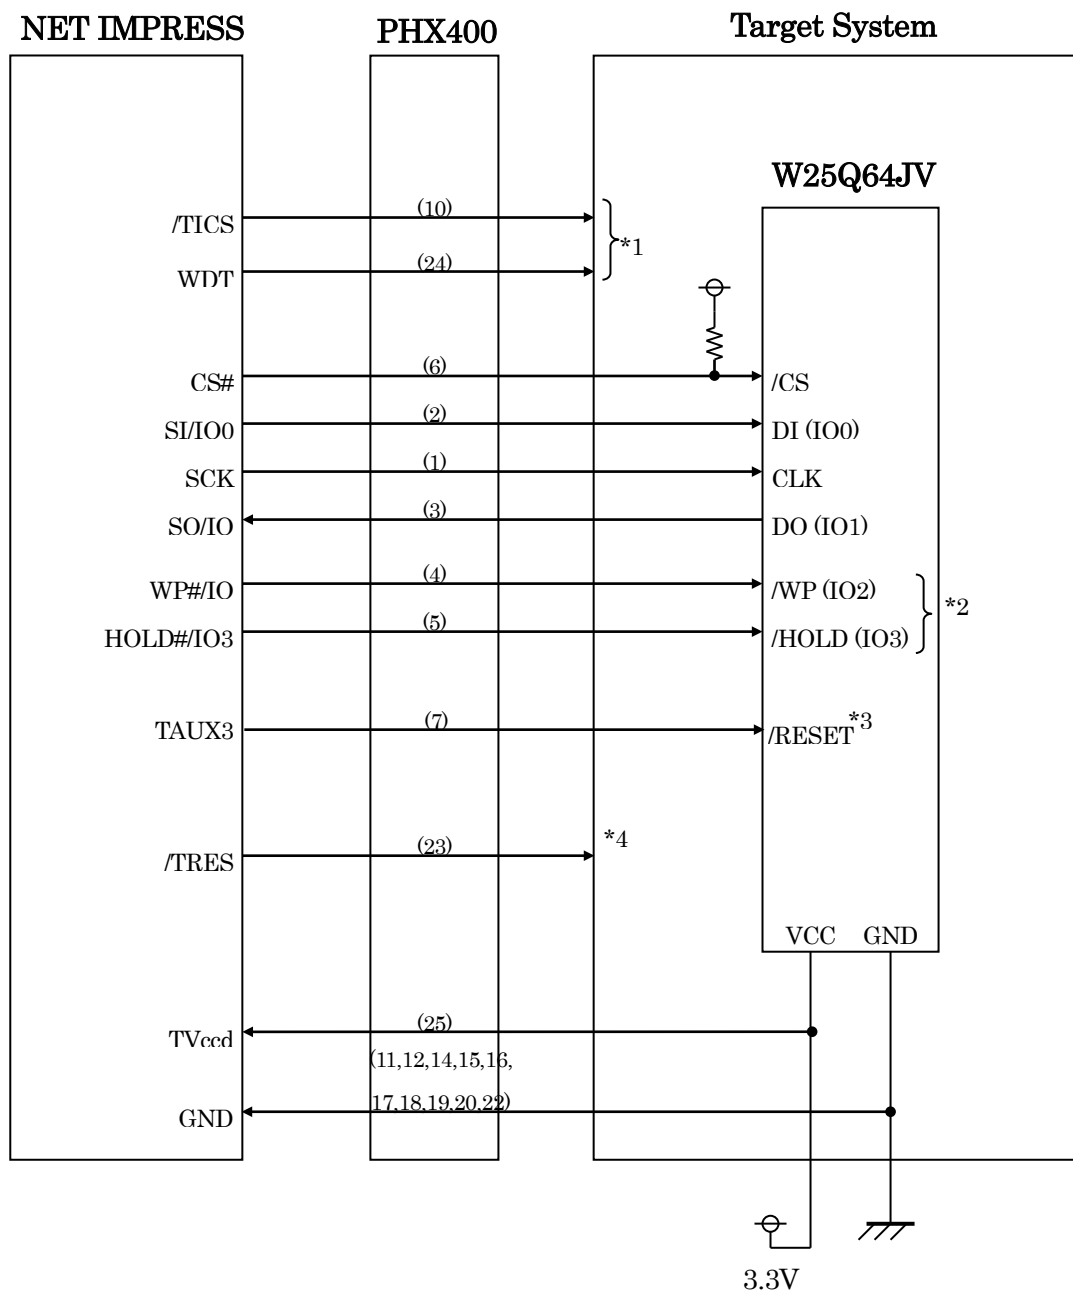 NET IMPRESS
PHX400
Target System
W25Q64JV
/TICS
(10)
*1
WDT
(24)
CS#
(6)
/CS
SI/IO0
(2)
DI (IO0)
SCK
(1)
CLK
SO/IO
(3)
DO (IO1)
WP#/IO
(4)
/WP (IO2)
*2
HOLD#/IO3
(5)
/HOLD (IO3)
TAUX3
(7)
/RESET*3
/TRES
(23)
*4
VCC GND
TVccd
(25)
(11,12,14,15,16,
17,18,19,20,22)
GND
3.3V